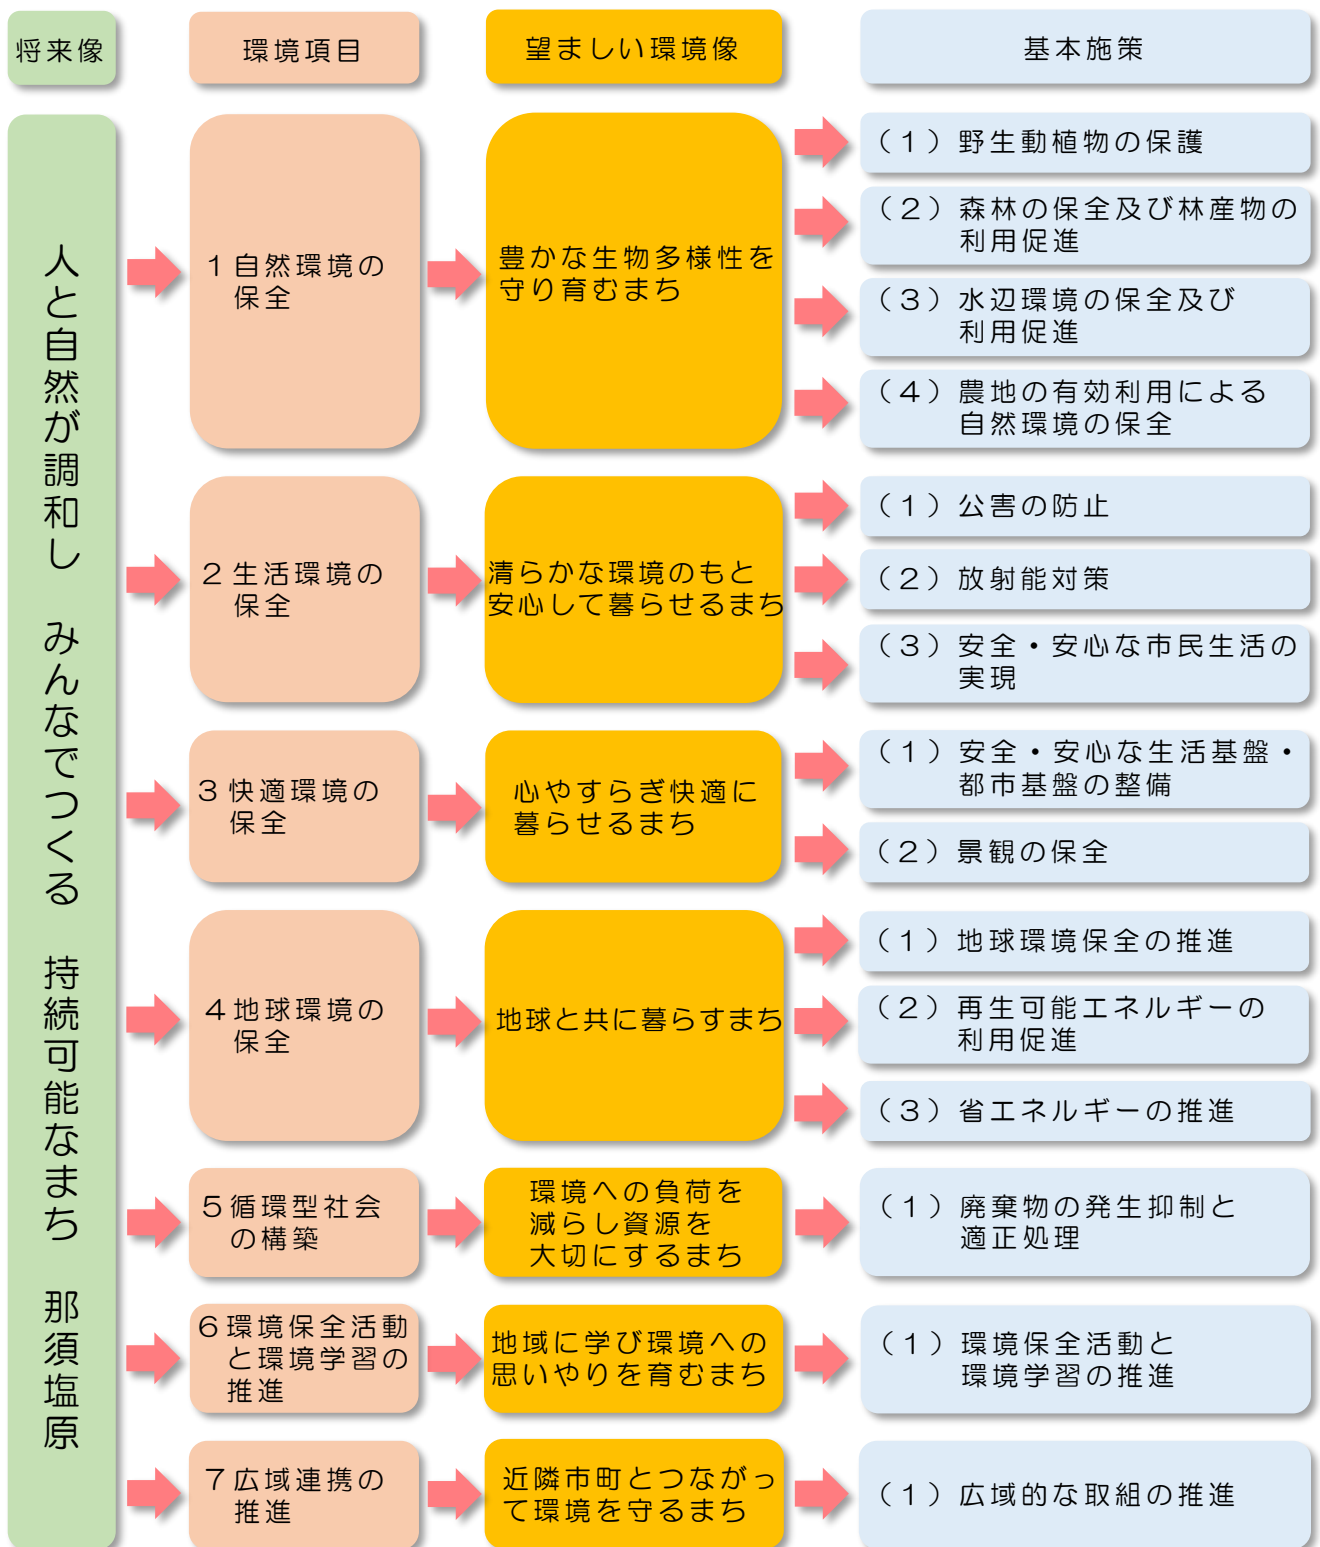 将来像
環境項目
望ましい環境像
基本施策
人と自然が調和し　みんなでつくる　持続可能なまち　那須塩原
１自然環境の
保全
豊かな生物多様性を
守り育むまち
（１）野生動植物の保護
（２）森林の保全及び林産物の
利用促進
（３）水辺環境の保全及び
利用促進
（４）農地の有効利用による
自然環境の保全
２生活環境の
保全
清らかな環境のもと
安心して暮らせるまち
（１）公害の防止
（２）放射能対策
（３）安全・安心な市民生活の
実現
３快適環境の
保全
心やすらぎ快適に
暮らせるまち
（１）安全・安心な生活基盤・
都市基盤の整備
（２）景観の保全
４地球環境の
保全
地球と共に暮らすまち
（１）地球環境保全の推進
（２）再生可能エネルギーの
利用促進
（３）省エネルギーの推進
５循環型社会
の構築
環境への負荷を
減らし資源を
大切にするまち
（１）廃棄物の発生抑制と
適正処理
６環境保全活動
と環境学習の
推進
地域に学び環境への
思いやりを育むまち
（１）環境保全活動と
環境学習の推進
７広域連携の
推進
近隣市町とつながっ
て環境を守るまち
（１）広域的な取組の推進